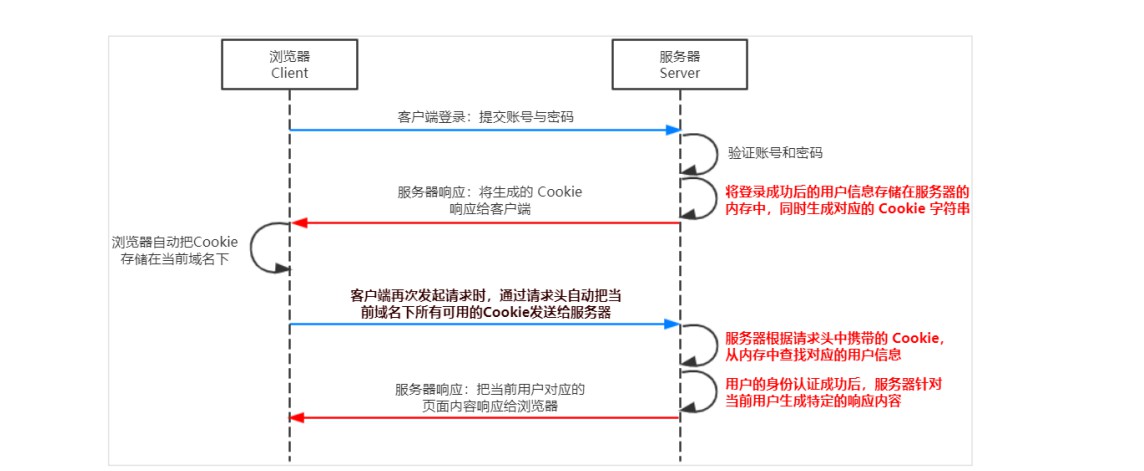 浏览器
Client
服务器
Server
客户端登录：提交账号与密码
验证账号和密码
将登录成功后的用户信息存储在服务器的
内存中，同时生成对应的 Cookie 字符串
服务器响应：将生成的 Cookie
响应给客户端
浏览器自动把Cookie
存储在当前域名下
客户端再次发起请求时，通过请求头自动把当
前域名下所有可用的Cookie发送给服务器
服务器根据请求头中携带的 Cookie，
从内存中查找对应的用户信息
用户的身份认证成功后，服务器针对
当前用户生成特定的响应内容
服务器响应：把当前用户对应的
页面内容响应给浏览器